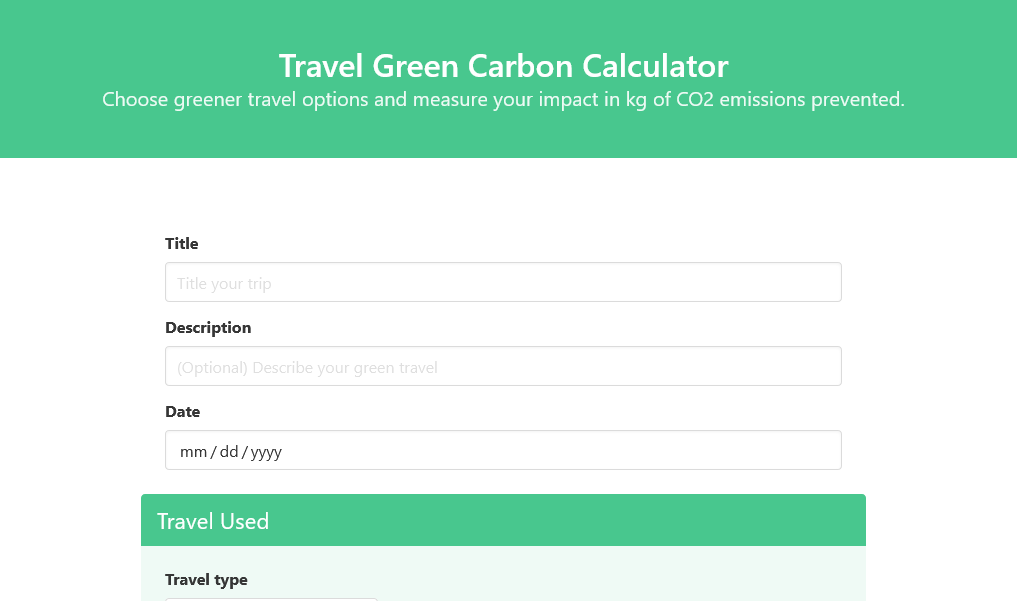 Travel Green Carbon Calculator
Choose greener travel options and measure your impact in kg of CO2 emissions prevented.
Title
Title your trip
Description
(Optional) Describe your green travel
Date
mm / dd / yyyy
Travel Used
Travel type